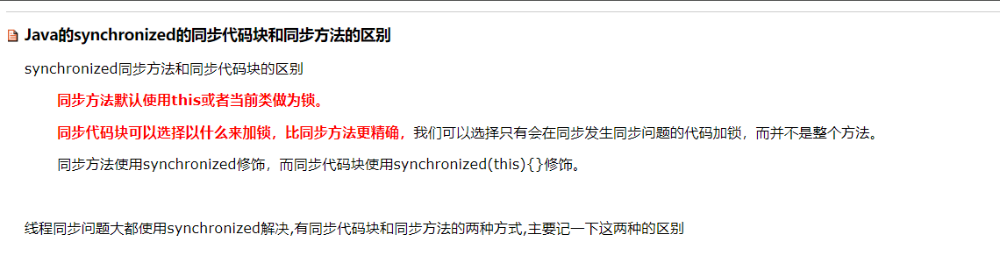 Java的synchronized的同步代码块和同步方法的区别
synchronized同步方法和同步代码块的区别
同步方法默认使用this或者当前类做为锁。
同步代码块可以选择以什么来加锁，比同步方法更精确，我们可以选择只有会在同步发生同步问题的代码加锁，而并不是整个方法。
同步方法使用synchronized修饰，而同步代码块使用synchronized(this){}修饰。
线程同步问题大都使用synchronized解决,有同步代码块和同步方法的两种方式,主要记一下这两种的区别